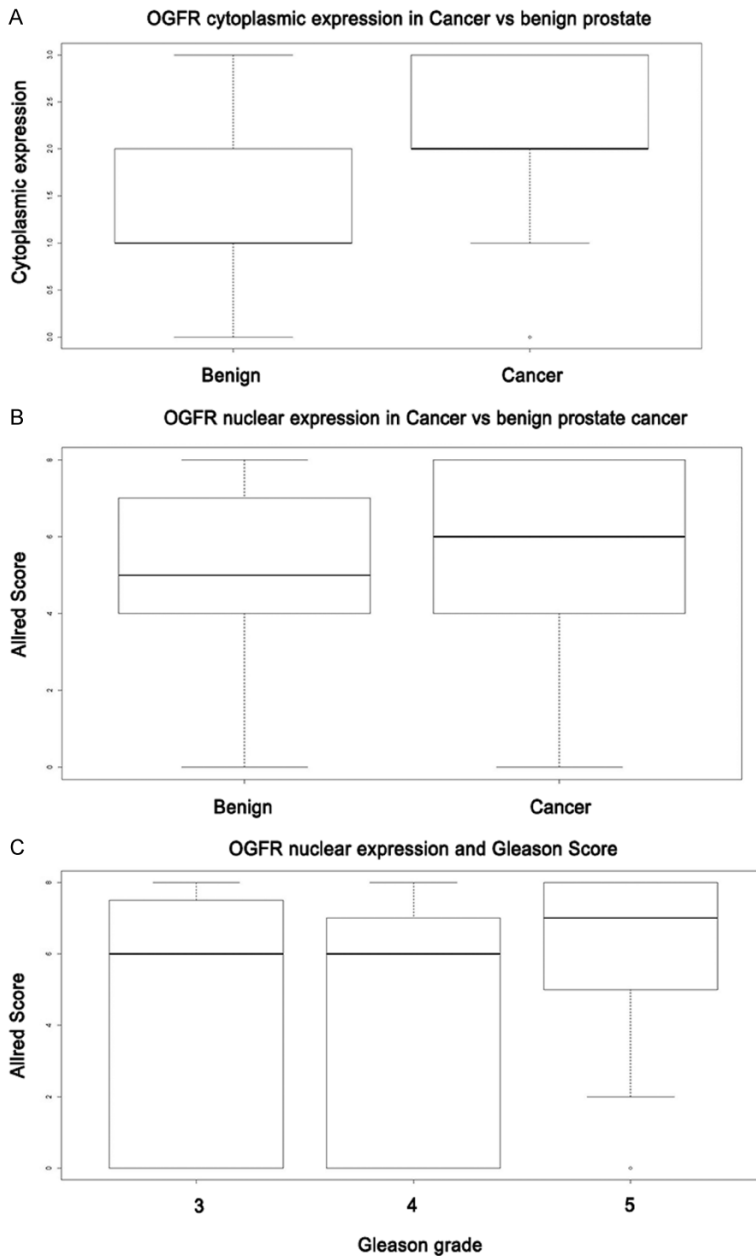 A
OGFR cytoplasmic expression in Cancer vs benign prostate
Cytoplasmic expression
3.0
2.5
2.0
1.5
1.0
0.5
0.0
Benign Cancer
B
OGFR nuclear expression in Cancer vs benign prostate cancer
Allred Score
8
6
4
2
0
Benign Cancer
C
OGFR nuclear expression and Gleason Score
Allred Score
8
6
4
2
0
3 4 5
Gleason grade